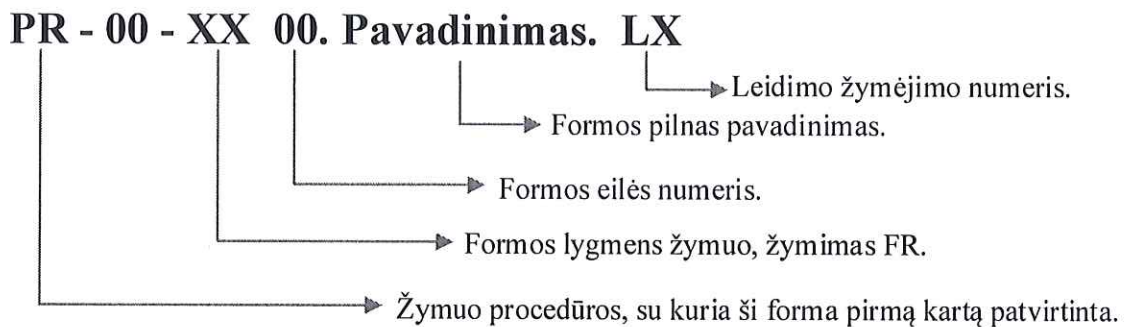 PR - 00 - XX 00. Pavadinimas. LX
Leidimo žymėjimo numeris.
Formos pilnas pavadinimas.
Formos eilės numeris.
Formos lygmens žymuo, žymimas FR.
Žymuo procedūros, su kuria ši forma pirmą kartą patvirtinta.